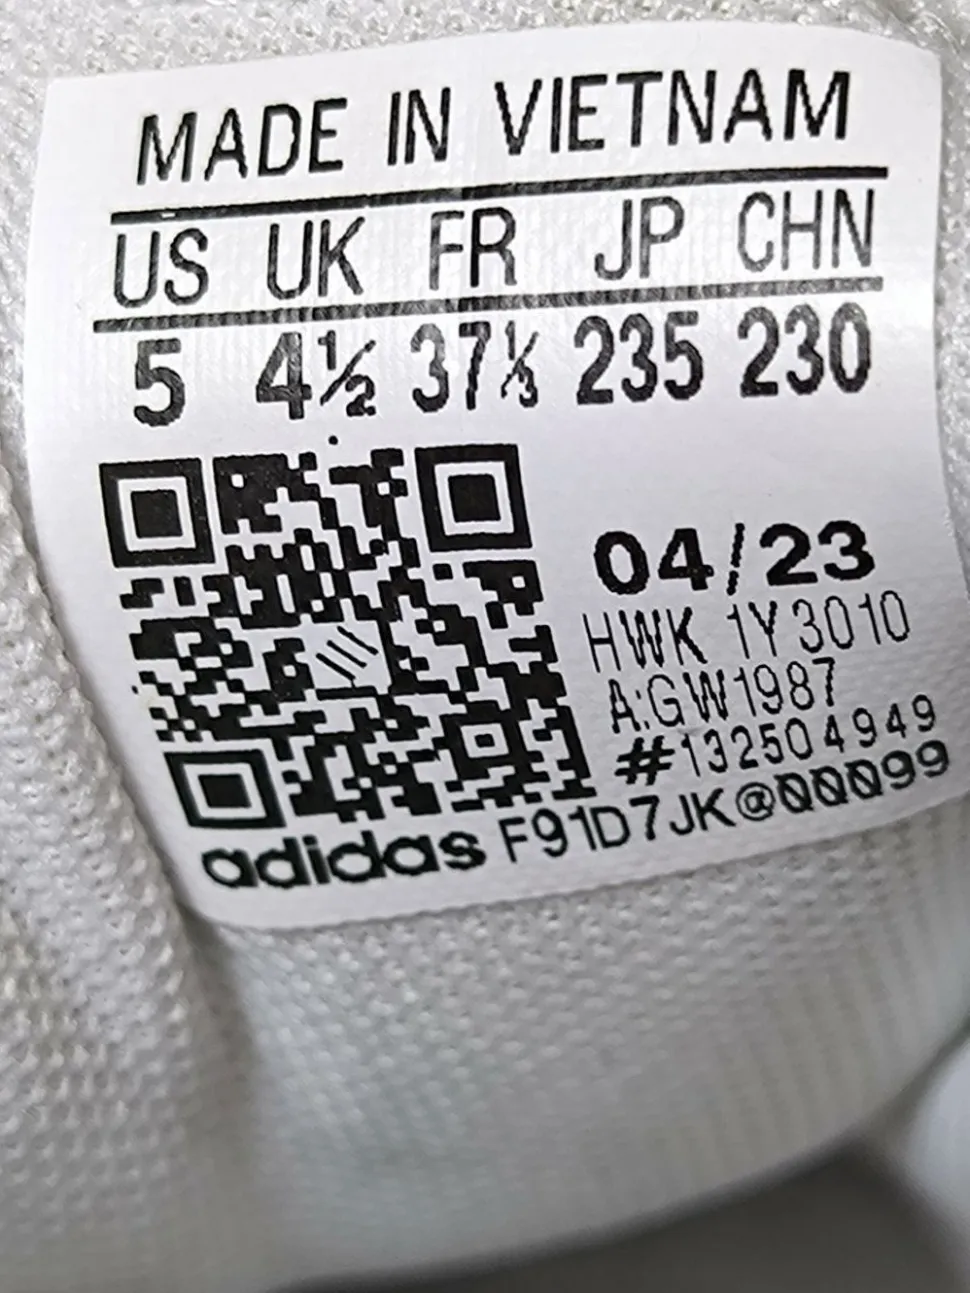 MADE IN VIETNAM
US UK FR JP CHN
5 4½ 37⅓ 235 230
04/23
HWK 1Y3010
A:GW1987
#132504949
adidas F91D7JK@00099